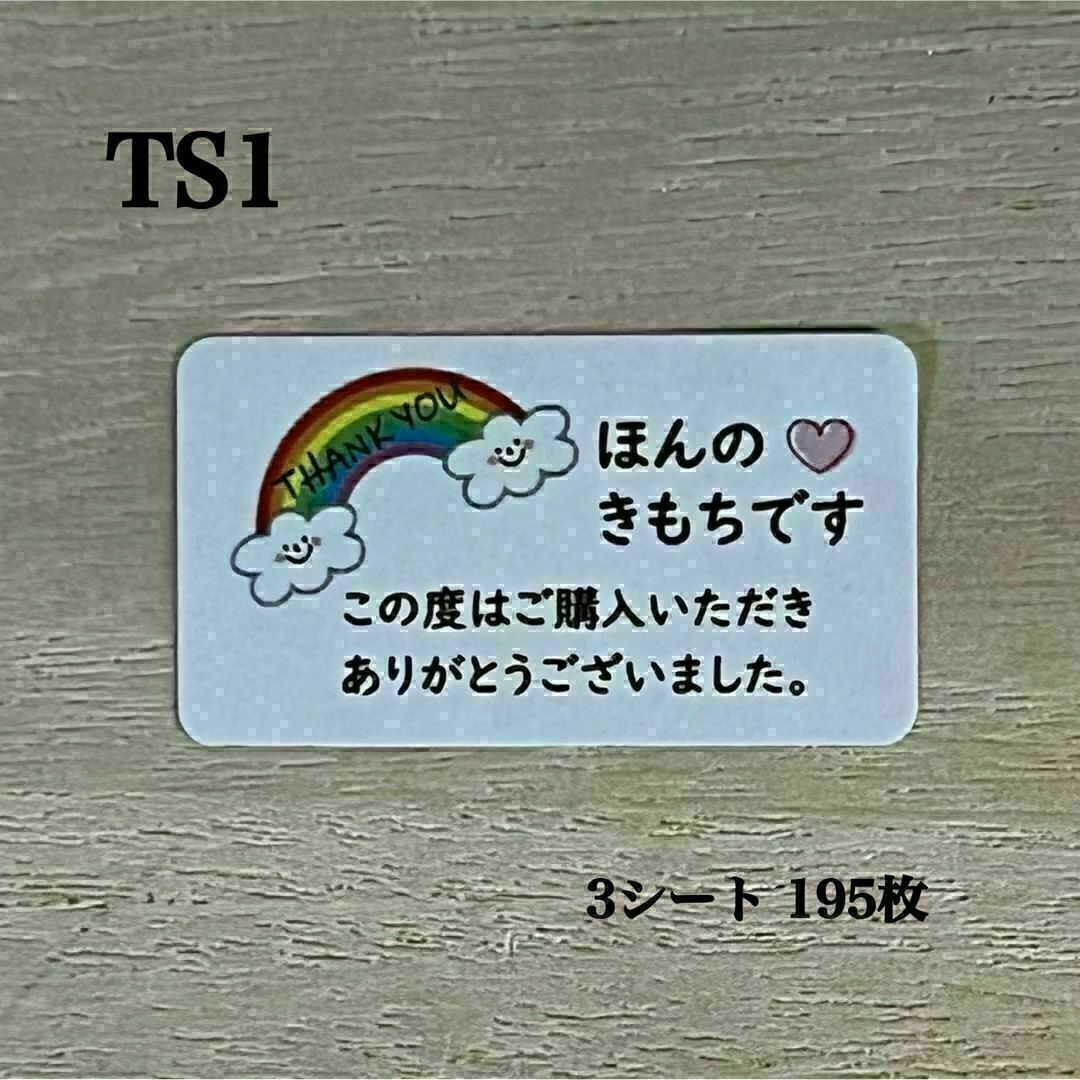 TS1
THANK YOU
ほんの
きもちです
この度はご購入いただき
ありがとうございました。
3シート 195枚